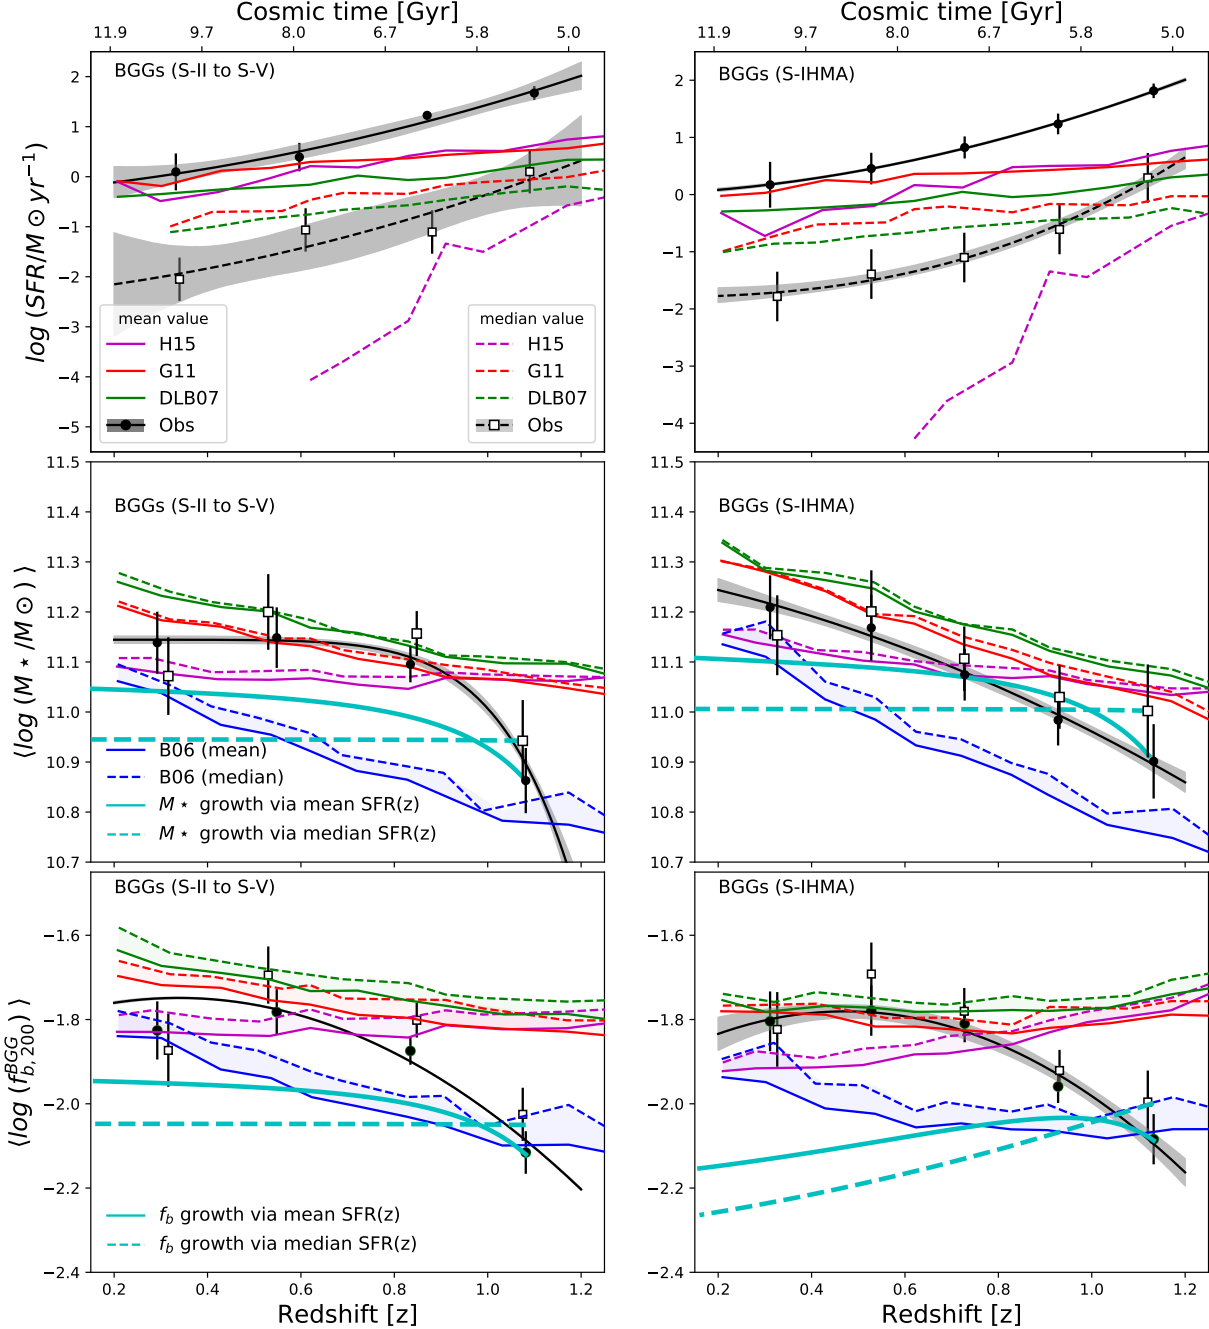 Cosmic time [Gyr]
Cosmic time [Gyr]
11.9 9.7 8.0 6.7 5.8 5.0
11.9 9.7 8.0 6.7 5.8 5.0
BGGs (S-II to S-V)
BGGs (S-IHMA)
log (SFR/M ⊙ yr⁻¹)
2
1
0
−1
−2
−3
−4
−5
2
1
0
−1
−2
−3
−4
mean value
H15
G11
DLB07
Obs
median value
H15
G11
DLB07
Obs
BGGs (S-II to S-V)
BGGs (S-IHMA)
⟨log (M⋆/M⊙)⟩
11.5
11.4
11.3
11.2
11.1
11.0
10.9
10.8
10.7
11.5
11.4
11.3
11.2
11.1
11.0
10.9
10.8
10.7
B06 (mean)
B06 (median)
M⋆ growth via mean SFR(z)
M⋆ growth via median SFR(z)
BGGs (S-II to S-V)
BGGs (S-IHMA)
⟨log (f_{b,200}^{BGG})⟩
−1.6
−1.8
−2.0
−2.2
−2.4
−1.6
−1.8
−2.0
−2.2
−2.4
f_b growth via mean SFR(z)
f_b growth via median SFR(z)
0.2 0.4 0.6 0.8 1.0 1.2
0.2 0.4 0.6 0.8 1.0 1.2
Redshift [z]
Redshift [z]